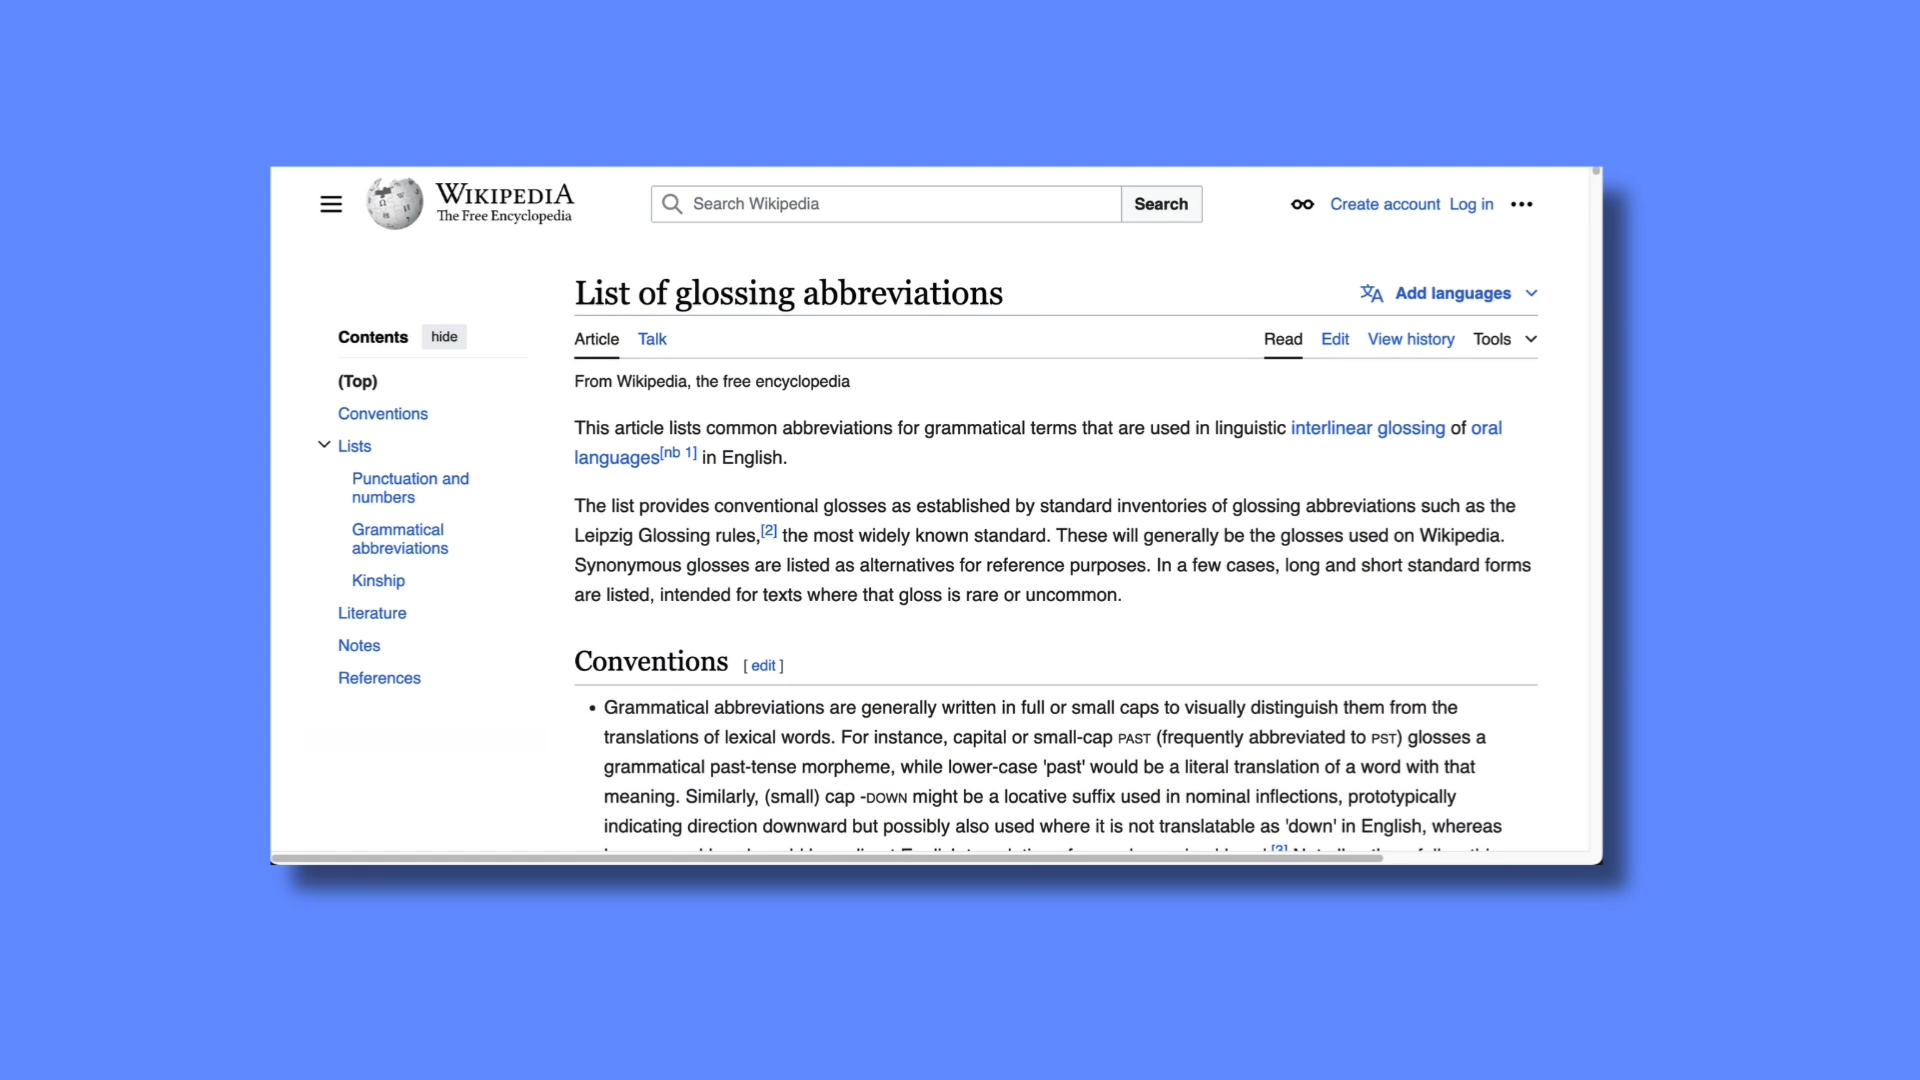 WIKIPEDIA
The Free Encyclopedia
Search Wikipedia
Search
Create account Log in
List of glossing abbreviations
Add languages
Contents hide
Article Talk
Read Edit View history Tools
(Top)
Conventions
Lists
Punctuation and
numbers
Grammatical
abbreviations
Kinship
Literature
Notes
References
From Wikipedia, the free encyclopedia
This article lists common abbreviations for grammatical terms that are used in linguistic interlinear glossing of oral
languages[nb 1] in English.
The list provides conventional glosses as established by standard inventories of glossing abbreviations such as the
Leipzig Glossing rules,[2] the most widely known standard. These will generally be the glosses used on Wikipedia.
Synonymous glosses are listed as alternatives for reference purposes. In a few cases, long and short standard forms
are listed, intended for texts where that gloss is rare or uncommon.
Conventions [ edit ]
• Grammatical abbreviations are generally written in full or small caps to visually distinguish them from the
translations of lexical words. For instance, capital or small-cap PAST (frequently abbreviated to PST) glosses a
grammatical past-tense morpheme, while lower-case 'past' would be a literal translation of a word with that
meaning. Similarly, (small) cap -DOWN might be a locative suffix used in nominal inflections, prototypically
indicating direction downward but possibly also used where it is not translatable as 'down' in English, whereas